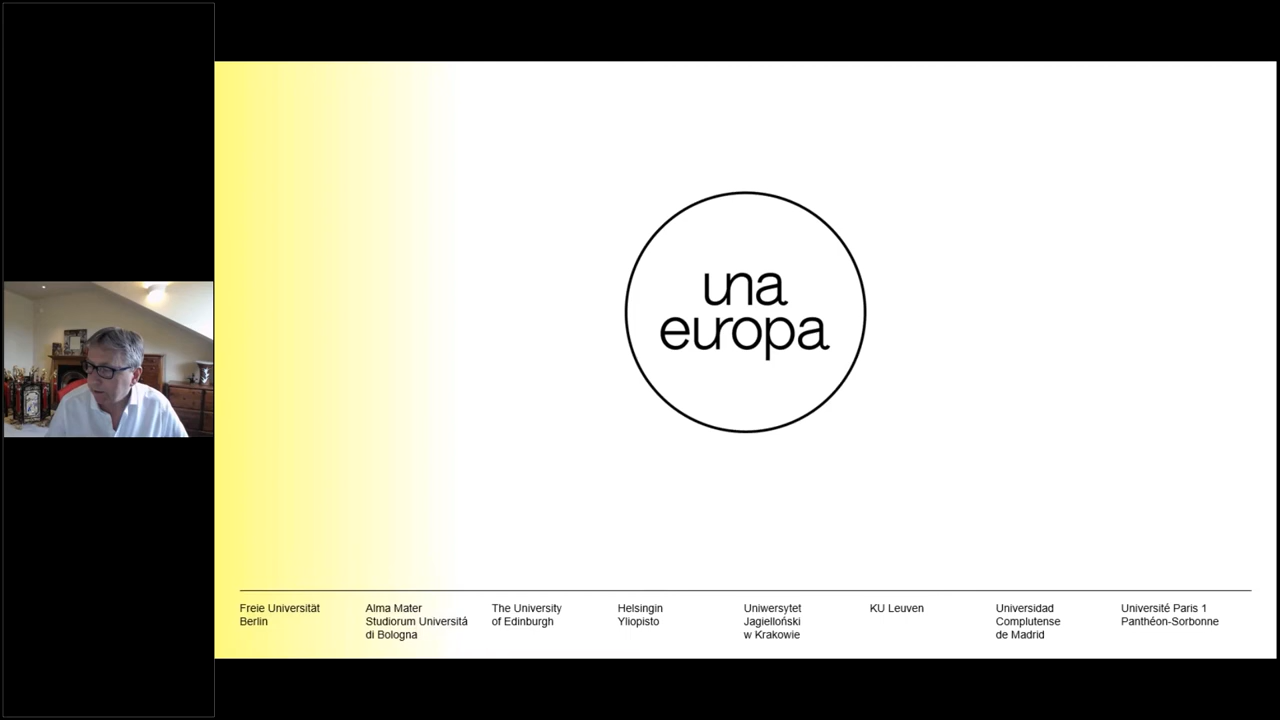 una
europa
Freie Universität
Berlin
Alma Mater
Studiorum Universitá
di Bologna
The University
of Edinburgh
Helsingin
Yliopisto
Uniwersytet
Jagielloński
w Krakowie
KU Leuven
Universidad
Complutense
de Madrid
Université Paris 1
Panthéon-Sorbonne